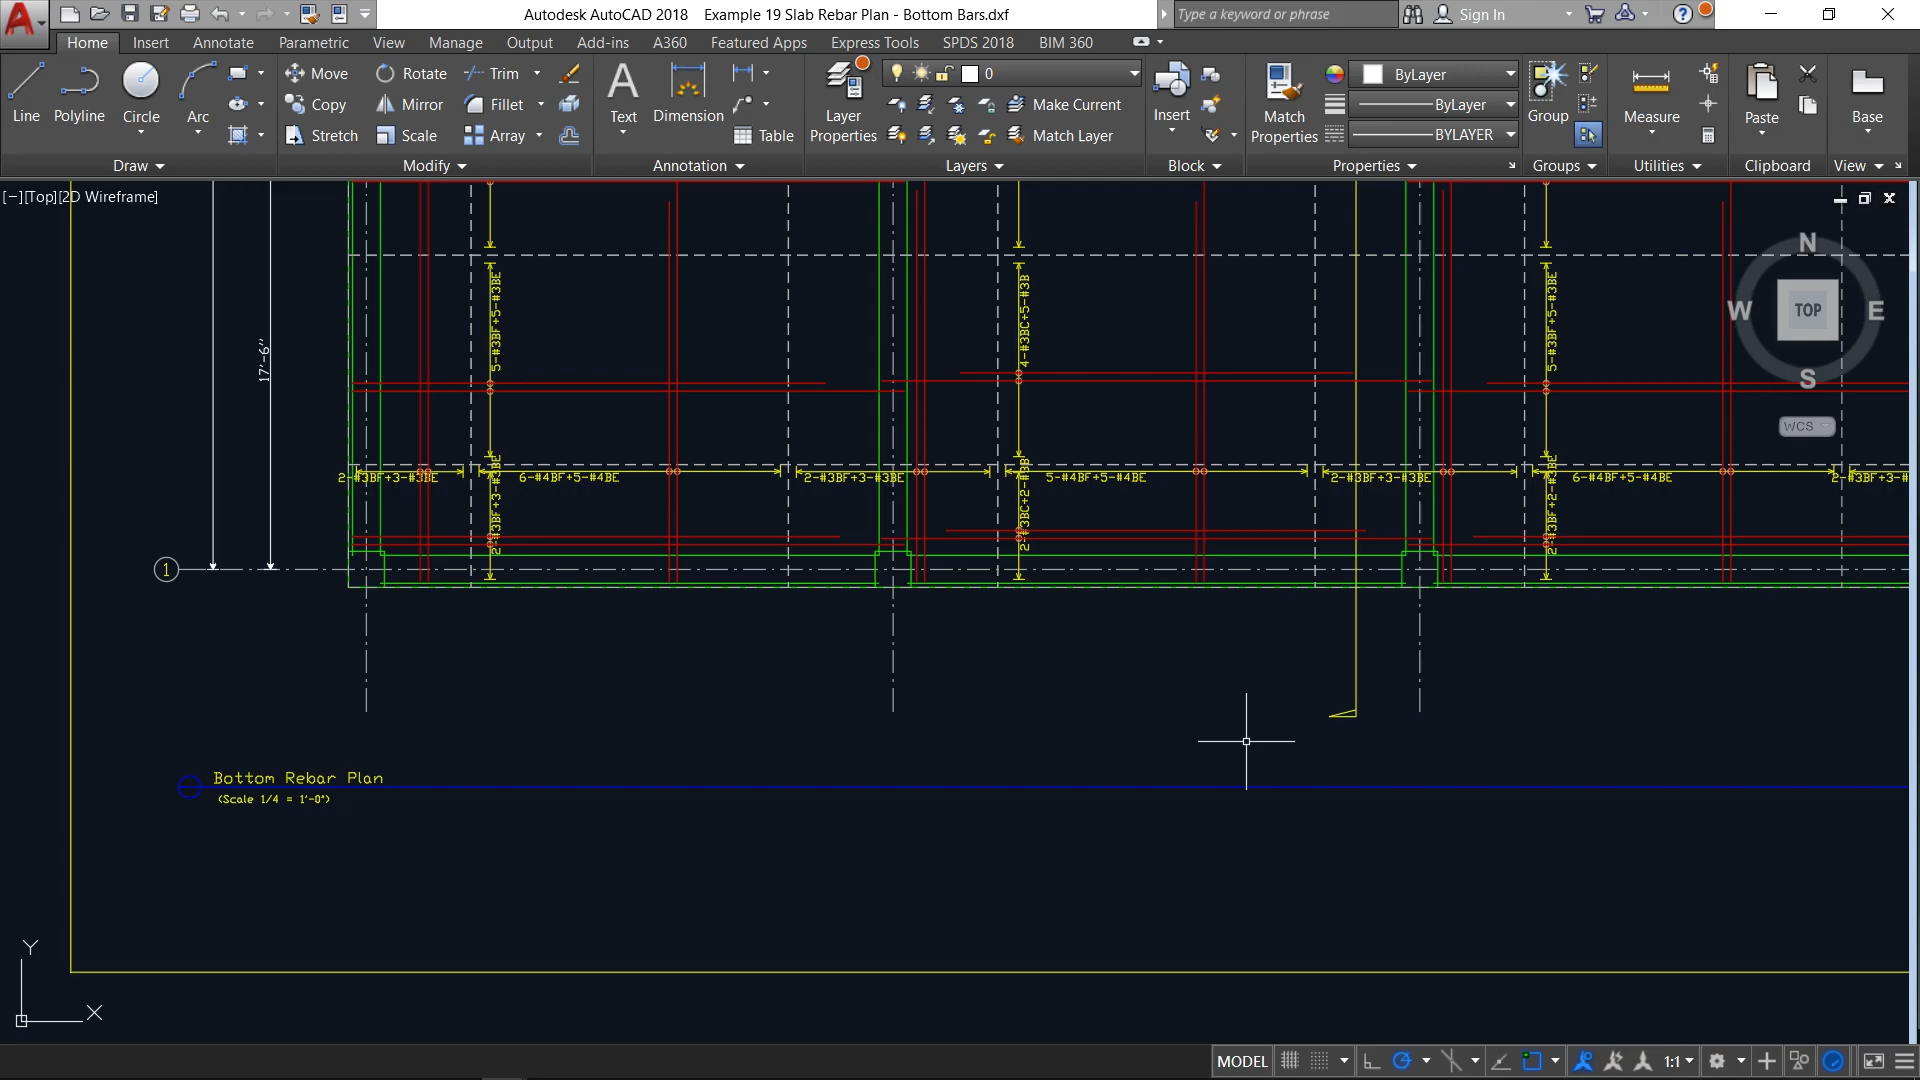 Autodesk AutoCAD 2018 Example 19 Slab Rebar Plan - Bottom Bars.dxf
Type a keyword or phrase
Sign In
Home Insert Annotate Parametric View Manage Output Add-ins A360 Featured Apps Express Tools SPDS 2018 BIM 360
Line
Polyline
Circle
Arc
Move
Rotate
Trim
Copy
Mirror
Fillet
Stretch
Scale
Array
Text
Dimension
Table
Layer
Properties
0
Make Current
Match Layer
Insert
Match
Properties
ByLayer
ByLayer
BYLAYER
Group
Measure
Paste
Base
Draw
Modify
Annotation
Layers
Block
Properties
Groups
Utilities
Clipboard
View
[−][Top][2D Wireframe]
N
W
TOP
E
S
WCS
17'-6"
5-#3BF+5-#3BE
4-#3BC+5-#3B
5-#3BF+5-#3BE
2-#3BF+3-#3BE
6-#4BF+5-#4BE
2-#3BF+3-#3BE
5-#4BF+5-#4BE
2-#3BF+3-#3BE
6-#4BF+5-#4BE
2-#3BF+3-#
2-#3BF+3-#3BE
2-#3BC+2-#3B
2-#3BF+2-#3BE
1
Bottom Rebar Plan
(Scale 1/4 = 1'-0")
Y
X
MODEL
1:1